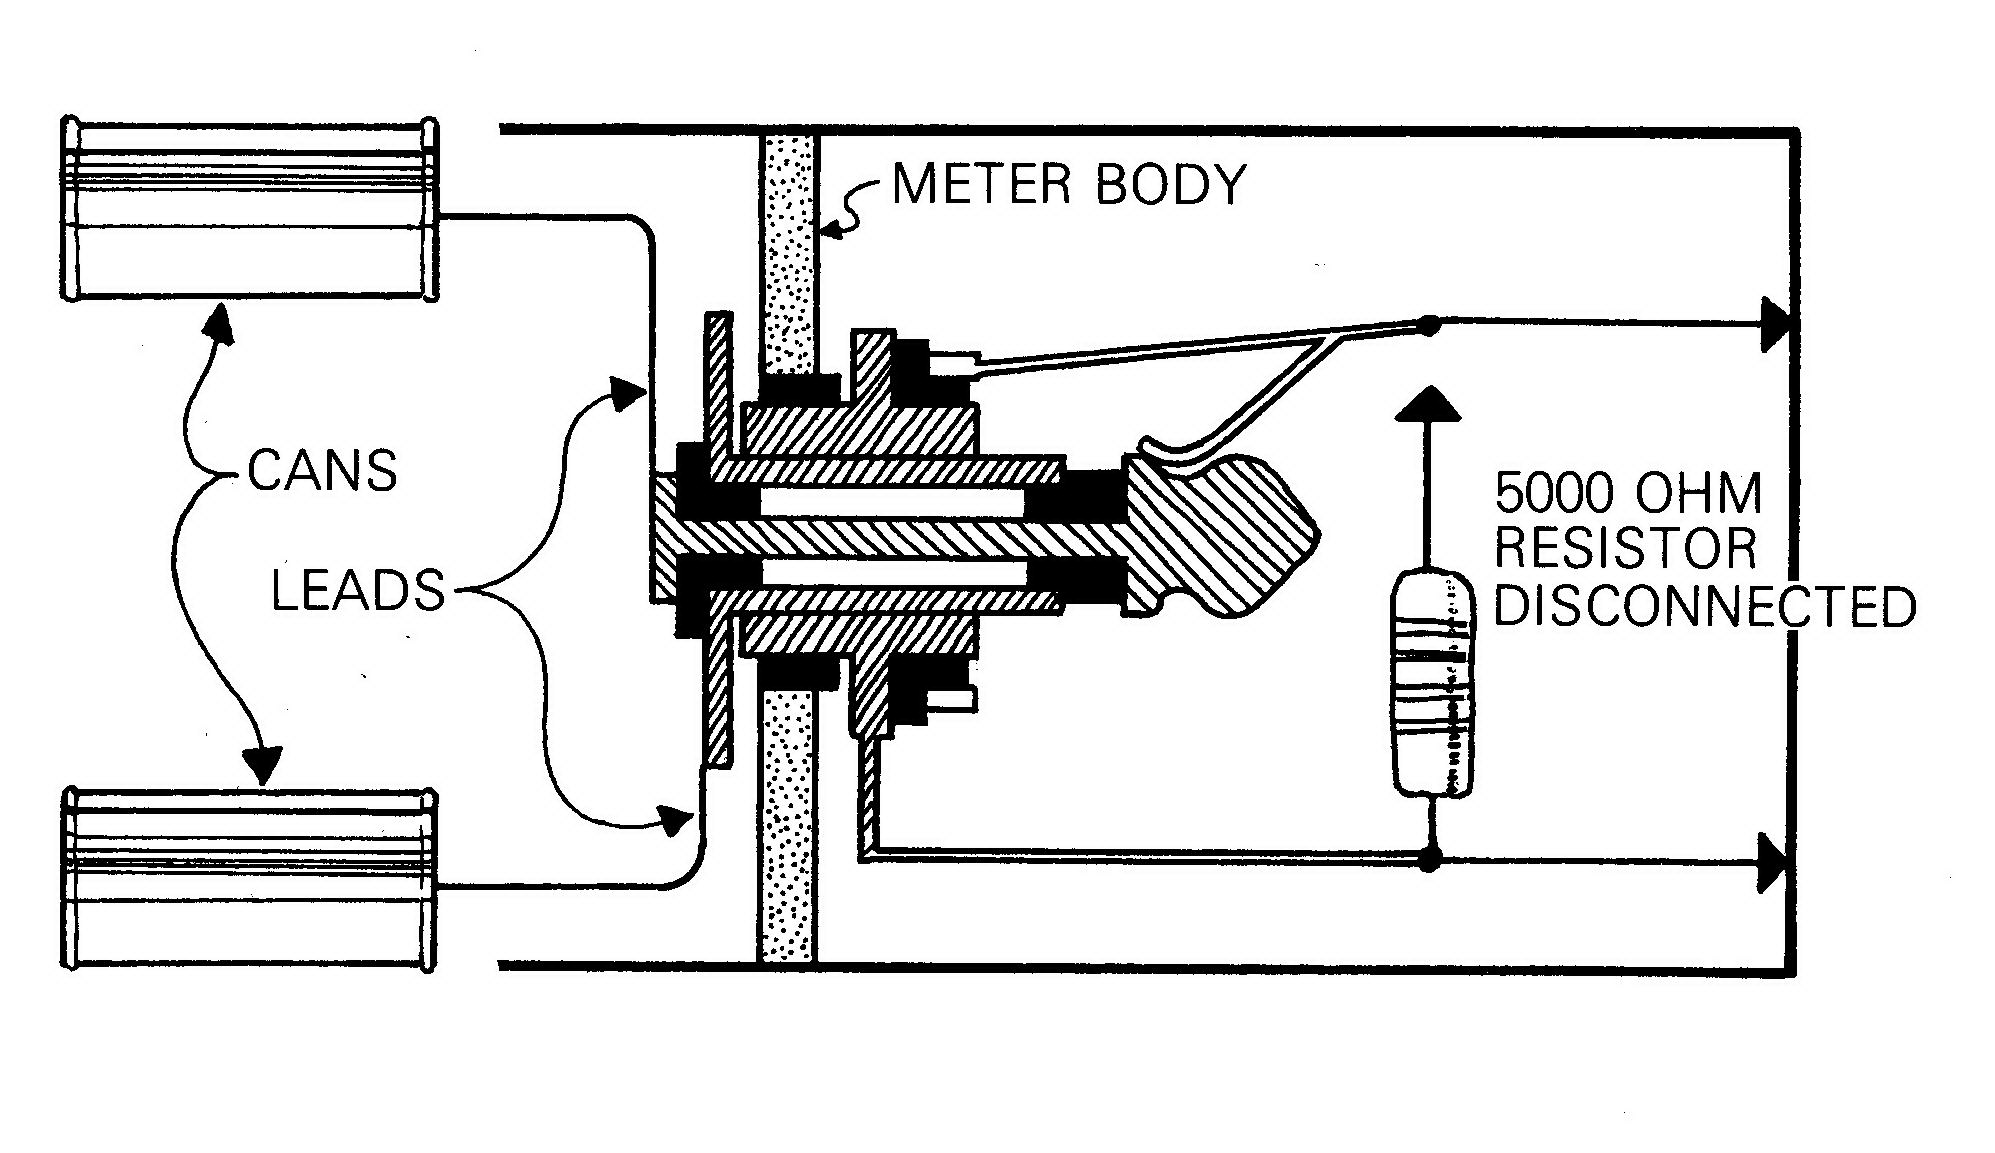 METER BODY
CANS
LEADS
5000 OHM
RESISTOR
DISCONNECTED